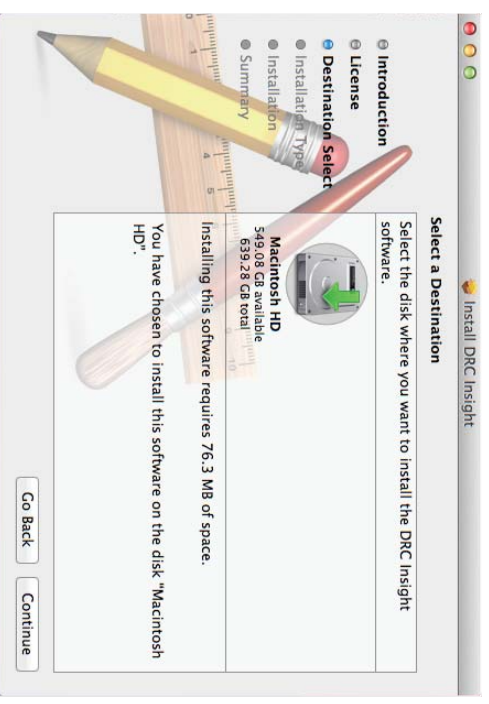 Install DRC Insight
Select a Destination
Introduction
License
Destination Select
Installation Type
Installation
Summary
Select the disk where you want to install the DRC Insight
software.
Macintosh HD
549.08 GB available
639.28 GB total
Installing this software requires 76.3 MB of space.
You have chosen to install this software on the disk "Macintosh
HD".
Go Back
Continue
4
5
10